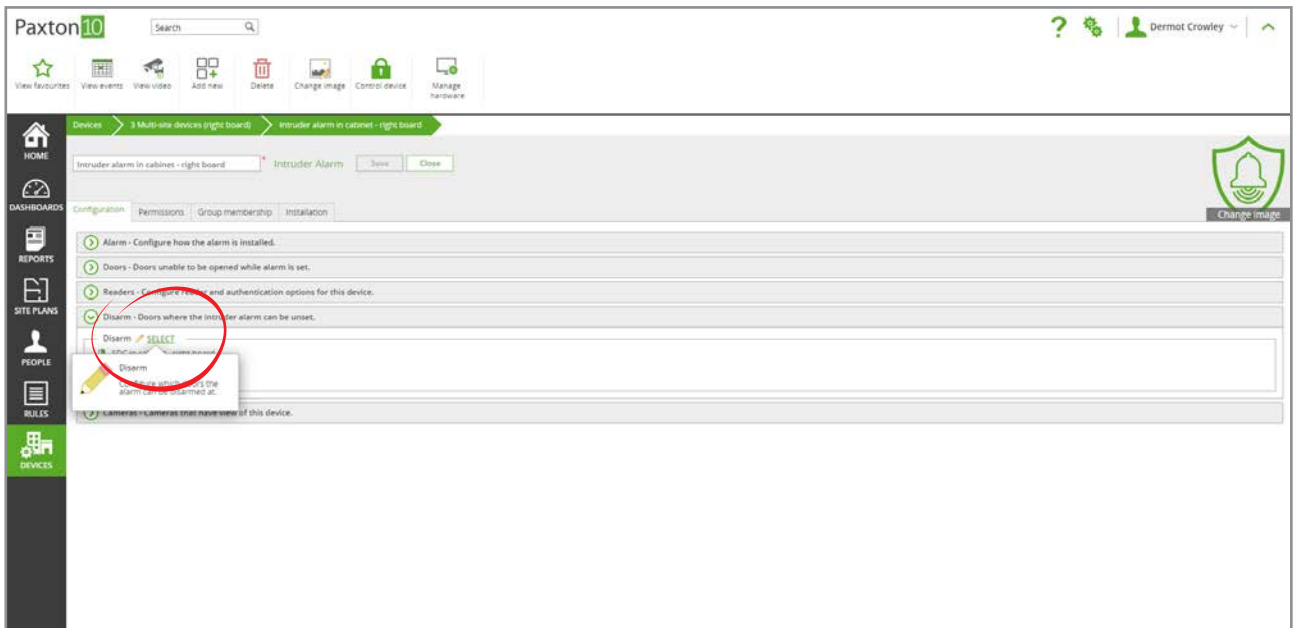 Paxton10
Search
Dermot Crowley
View favourites
View events
View video
Add new
Delete
Change image
Control device
Manage hardware
Devices
3 Multi-site devices (right board)
Intruder alarm in cabinet - right board
HOME
DASHBOARDS
REPORTS
SITE PLANS
PEOPLE
RULES
DEVICES
Intruder alarm in cabinet - right board * Intruder Alarm Save Close
Change image
Configuration Permissions Group membership Installation
Alarm - Configure how the alarm is installed.
Doors - Doors unable to be opened while alarm is set.
Readers - Configure reader and authentication options for this device.
Disarm - Doors where the intruder alarm can be unset.
Disarm SELECT
Disarm
Configure which doors the
alarm can be disarmed at.
Cameras - Cameras that have view of this device.